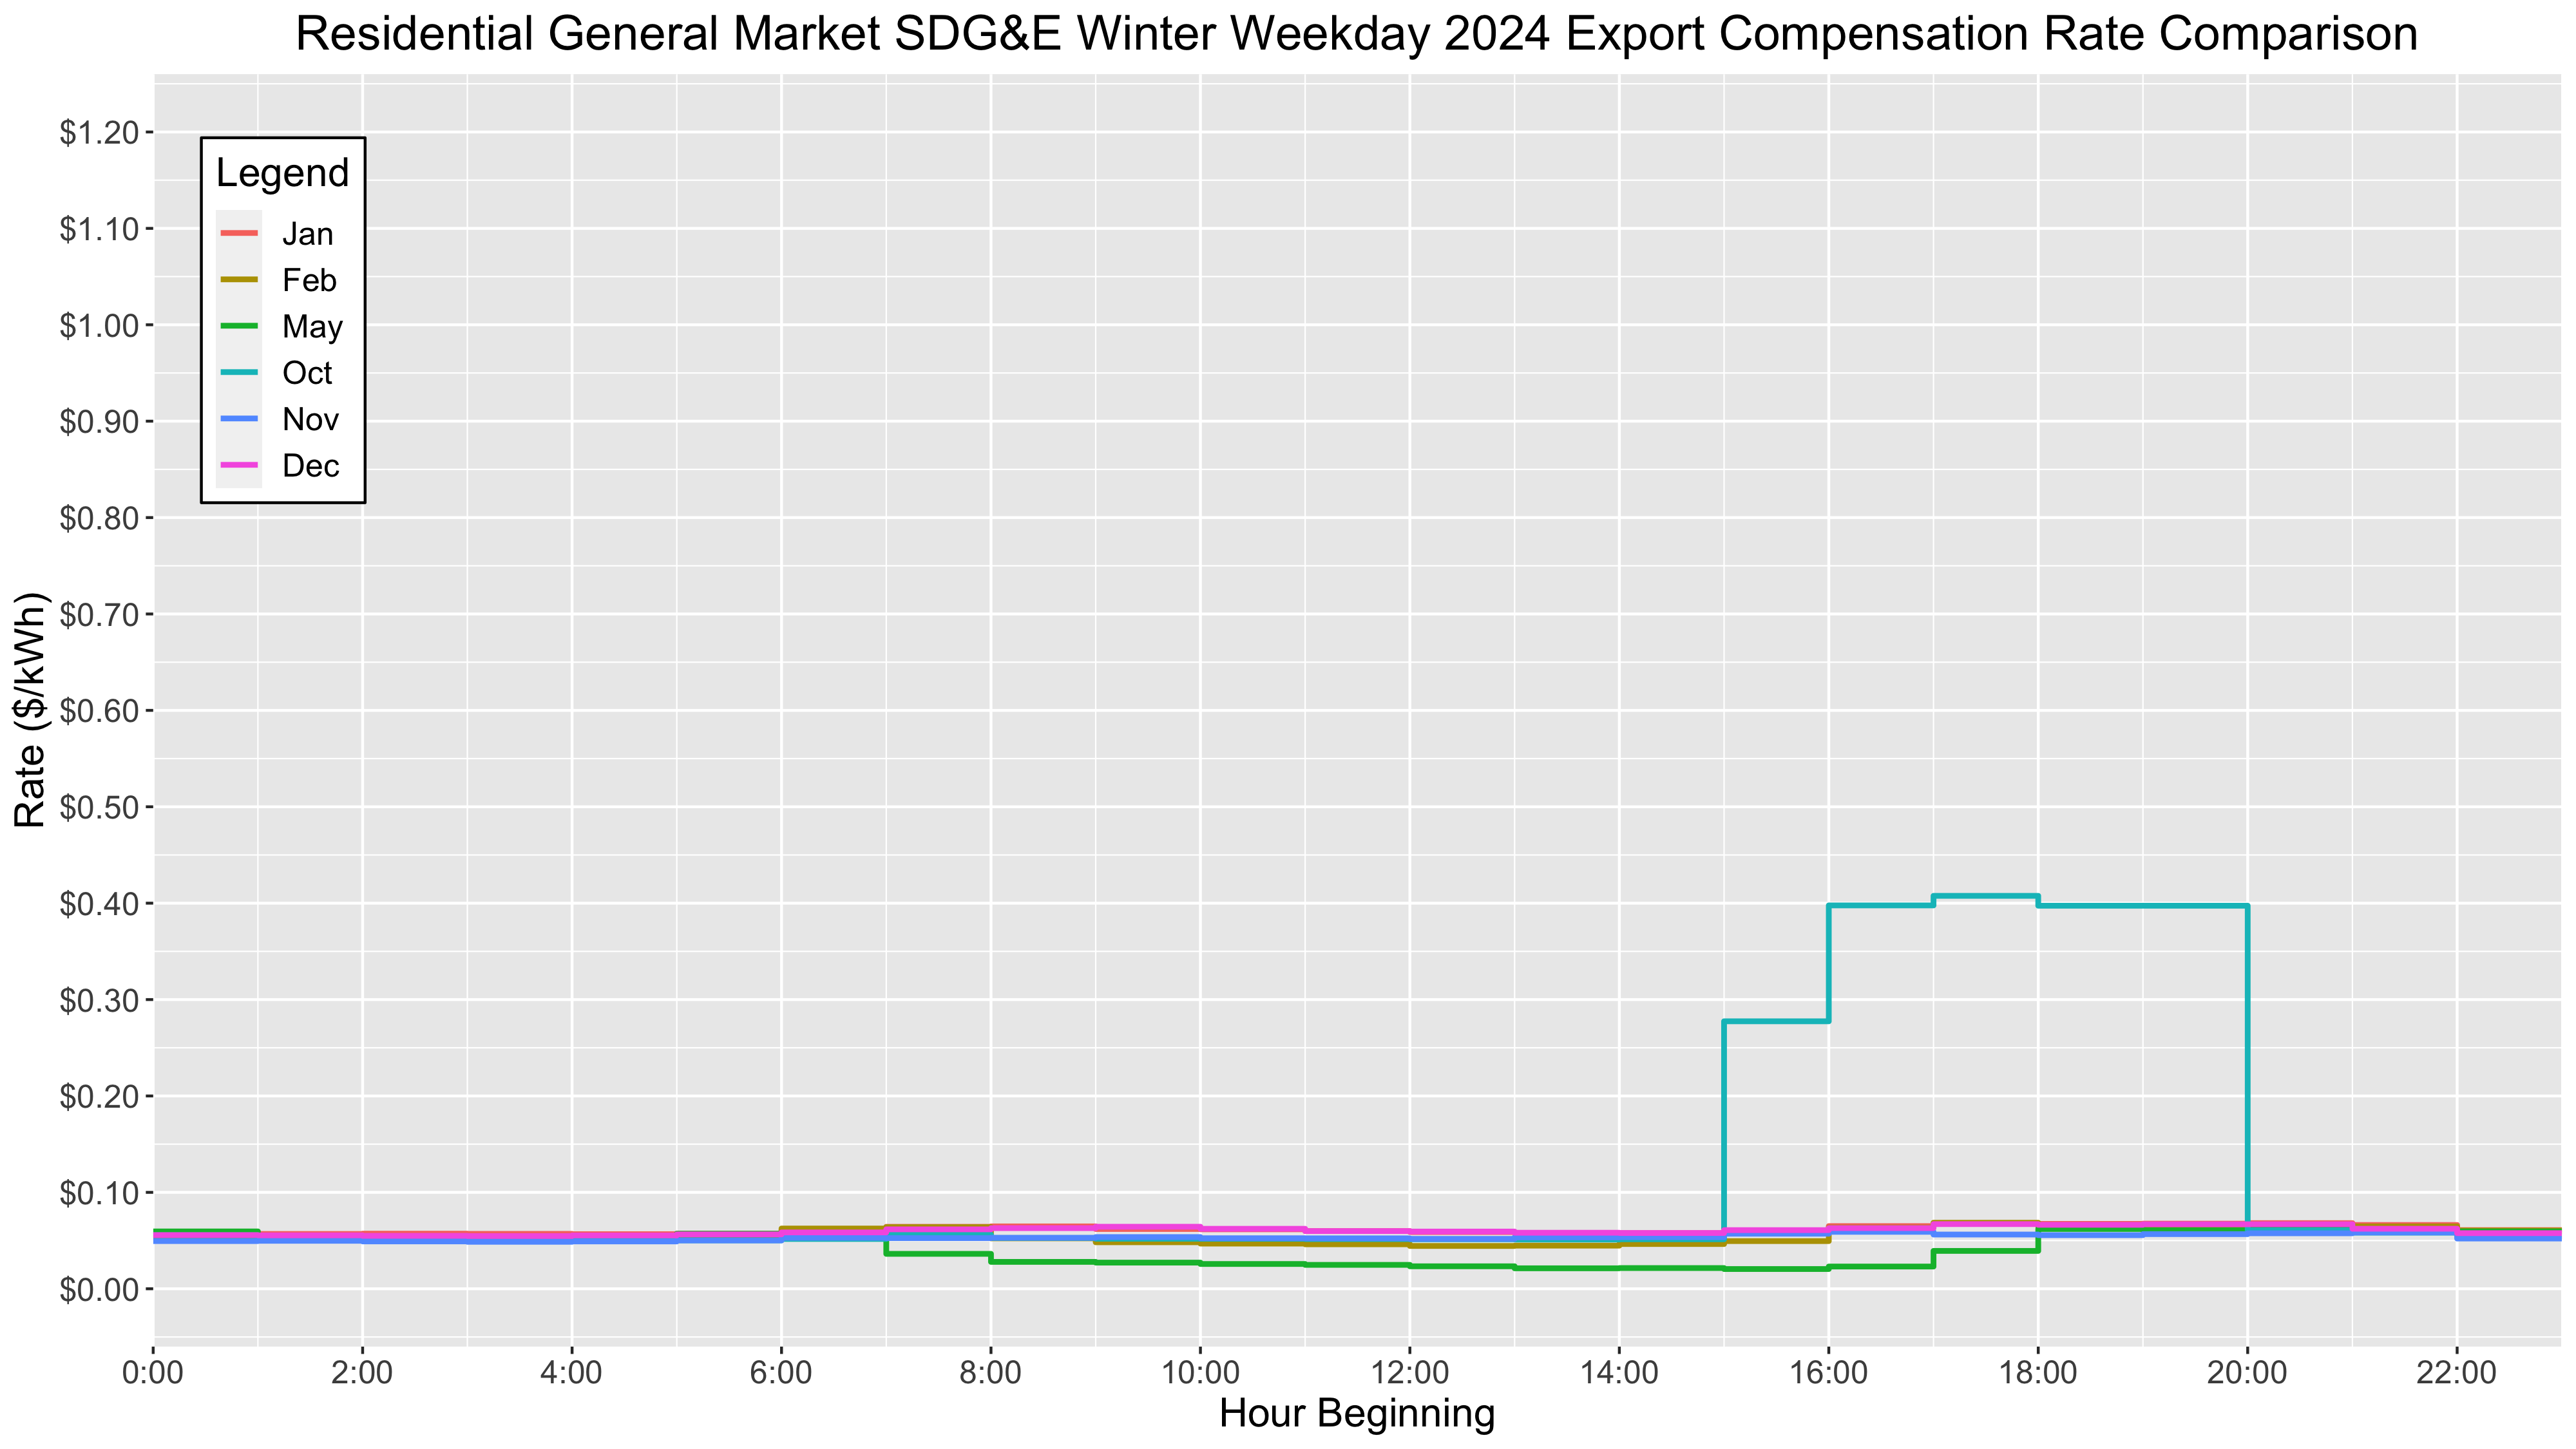 Residential General Market SDG&E Winter Weekday 2024 Export Compensation Rate Comparison
Legend
Jan
Feb
May
Oct
Nov
Dec
Rate ($/kWh)
$1.20
$1.10
$1.00
$0.90
$0.80
$0.70
$0.60
$0.50
$0.40
$0.30
$0.20
$0.10
$0.00
0:00 2:00 4:00 6:00 8:00 10:00 12:00 14:00 16:00 18:00 20:00 22:00
Hour Beginning